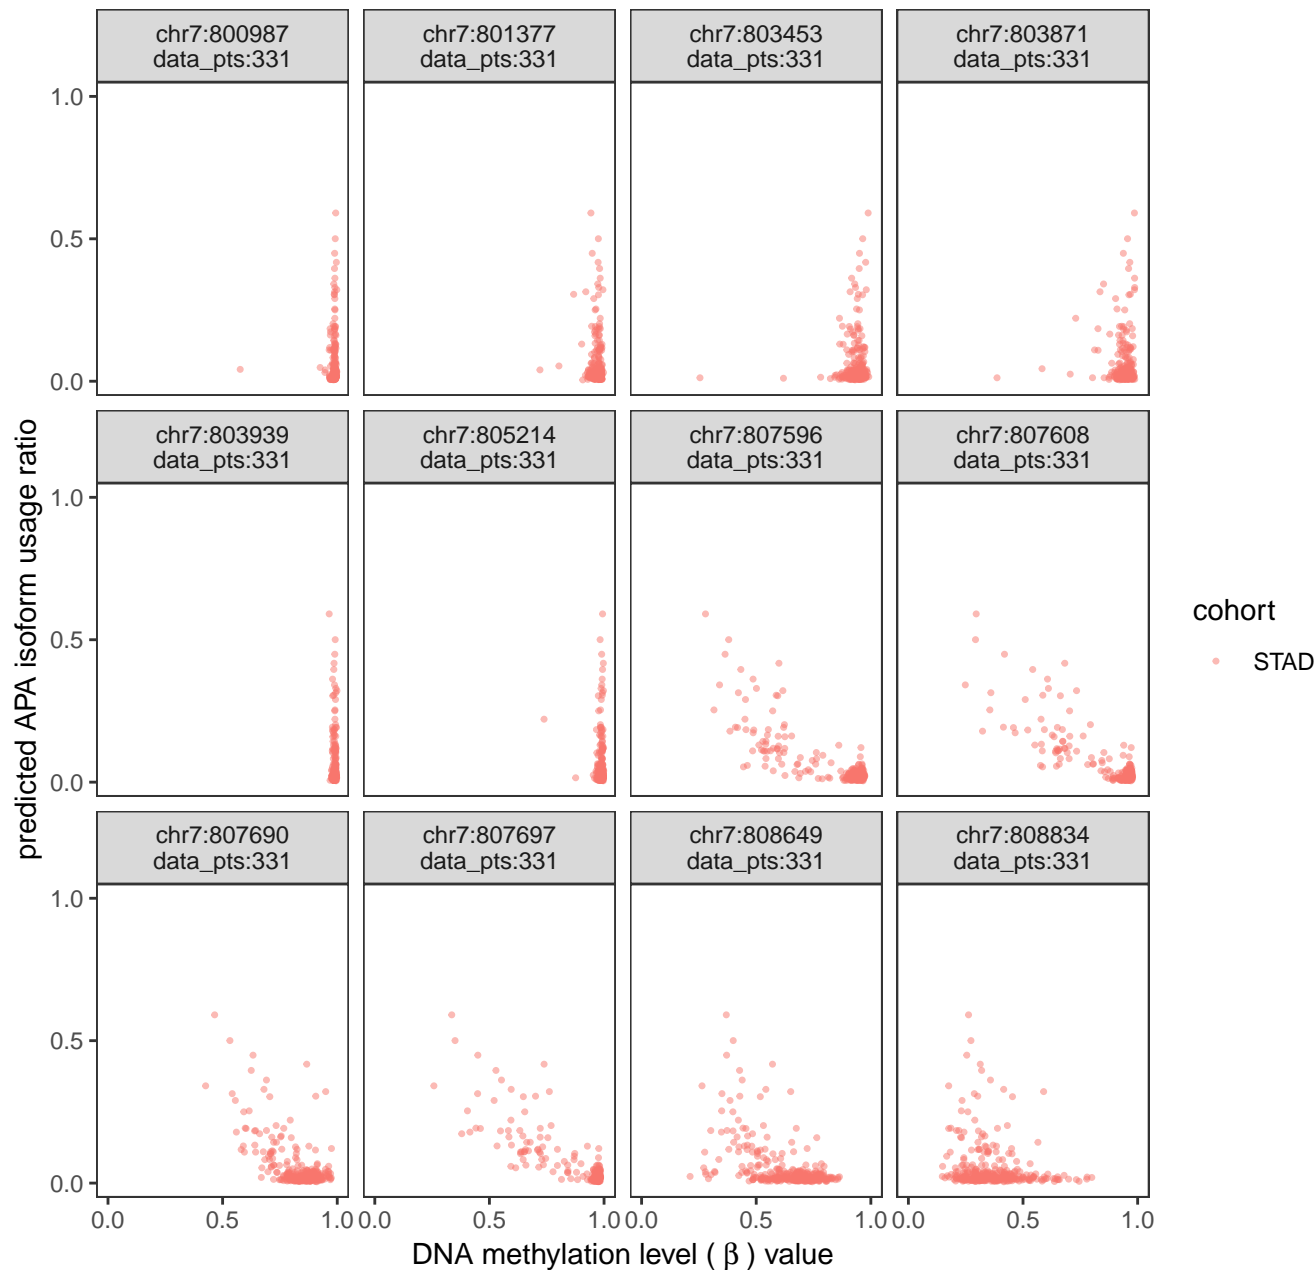 chr7:800987
data_pts:331
chr7:801377
data_pts:331
chr7:803453
data_pts:331
chr7:803871
data_pts:331
1.0
0.5
0.0
chr7:803939
data_pts:331
chr7:805214
data_pts:331
chr7:807596
data_pts:331
chr7:807608
data_pts:331
1.0
0.5
0.0
chr7:807690
data_pts:331
chr7:807697
data_pts:331
chr7:808649
data_pts:331
chr7:808834
data_pts:331
1.0
0.5
0.0
0.0 0.5 1.0 0.0 0.5 1.0 0.0 0.5 1.0 0.0 0.5 1.0
DNA methylation level ( β ) value
predicted APA isoform usage ratio
cohort
STAD